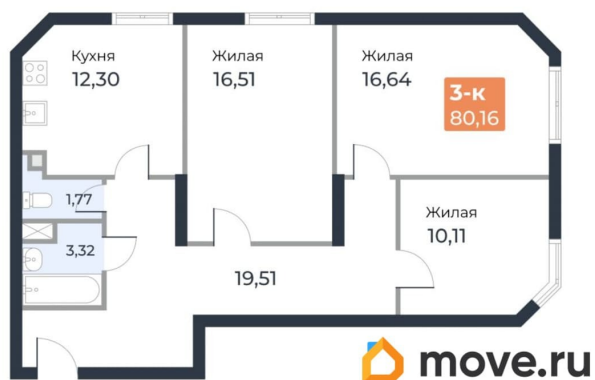 Кухня
12,30
Жилая
16,51
Жилая
16,64
3-к
80,16
1,77
3,32
Жилая
10,11
19,51
move.ru